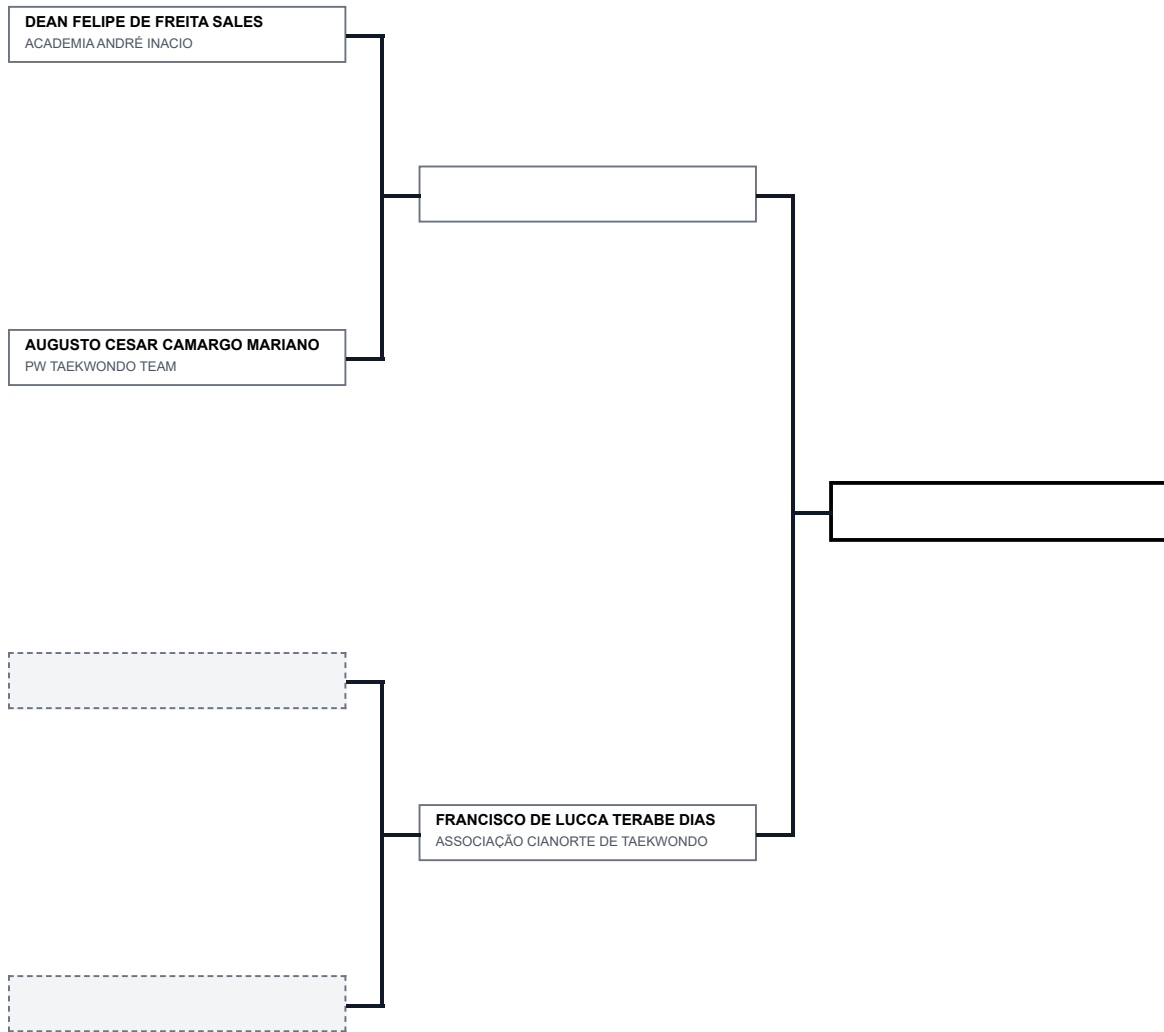 DEAN FELIPE DE FREITA SALES
ACADEMIA ANDRÉ INACIO
AUGUSTO CESAR CAMARGO MARIANO
PW TAEKWONDO TEAM
FRANCISCO DE LUCCA TERABE DIAS
ASSOCIAÇÃO CIANORTE DE TAEKWONDO